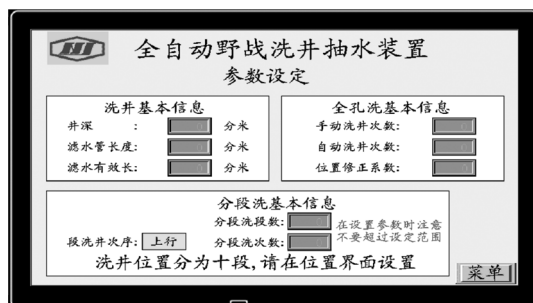 全自动野战洗井抽水装置
参数设定
洗井基本信息
井深 : 分米
滤水管长度: 分米
滤水有效长: 分米
全孔洗基本信息
手动洗井次数:
自动洗井次数:
位置修正系数:
分段洗基本信息
分段洗段数:
段洗井次序: 上行
分段洗次数:
在设置参数时注意
不要超过设定范围
洗井位置分为十段,请在位置界面设置
菜单